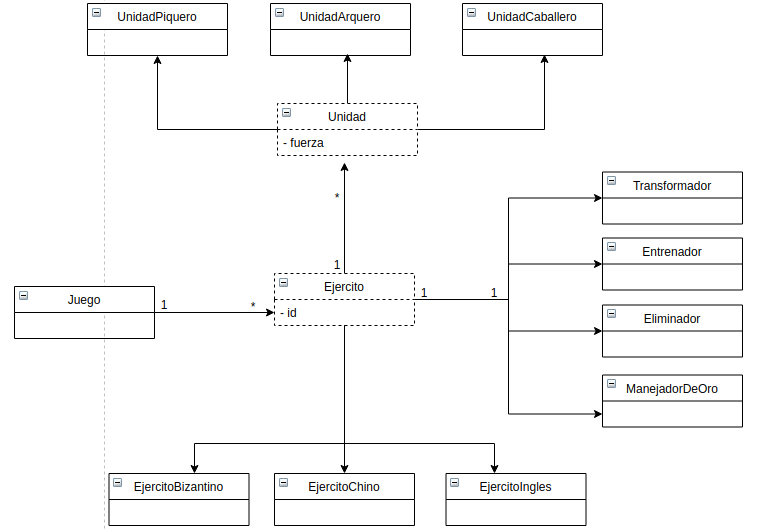 UnidadPiquero
UnidadArquero
UnidadCaballero
Unidad
- fuerza
Transformador
*
Entrenador
1
Ejercito
1
1
Juego
1
*
- id
Eliminador
ManejadorDeOro
EjercitoBizantino
EjercitoChino
EjercitoIngles